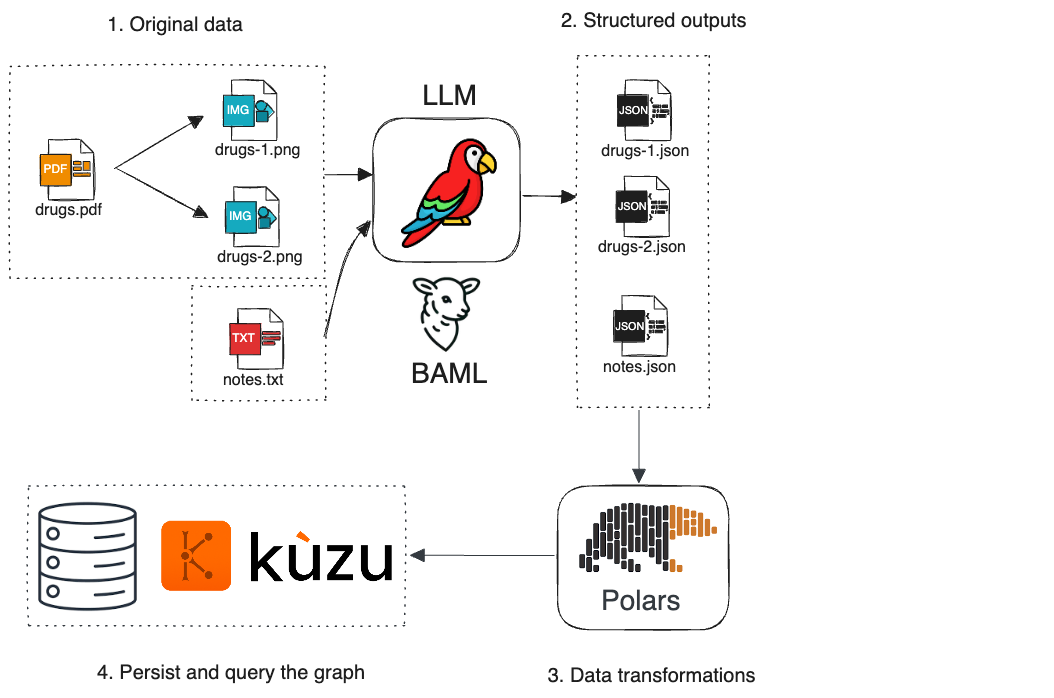 1. Original data
2. Structured outputs
PDF
drugs.pdf
IMG
drugs-1.png
IMG
drugs-2.png
TXT
notes.txt
LLM
BAML
JSON
drugs-1.json
JSON
drugs-2.json
JSON
notes.json
Polars
3. Data transformations
kùzu
4. Persist and query the graph